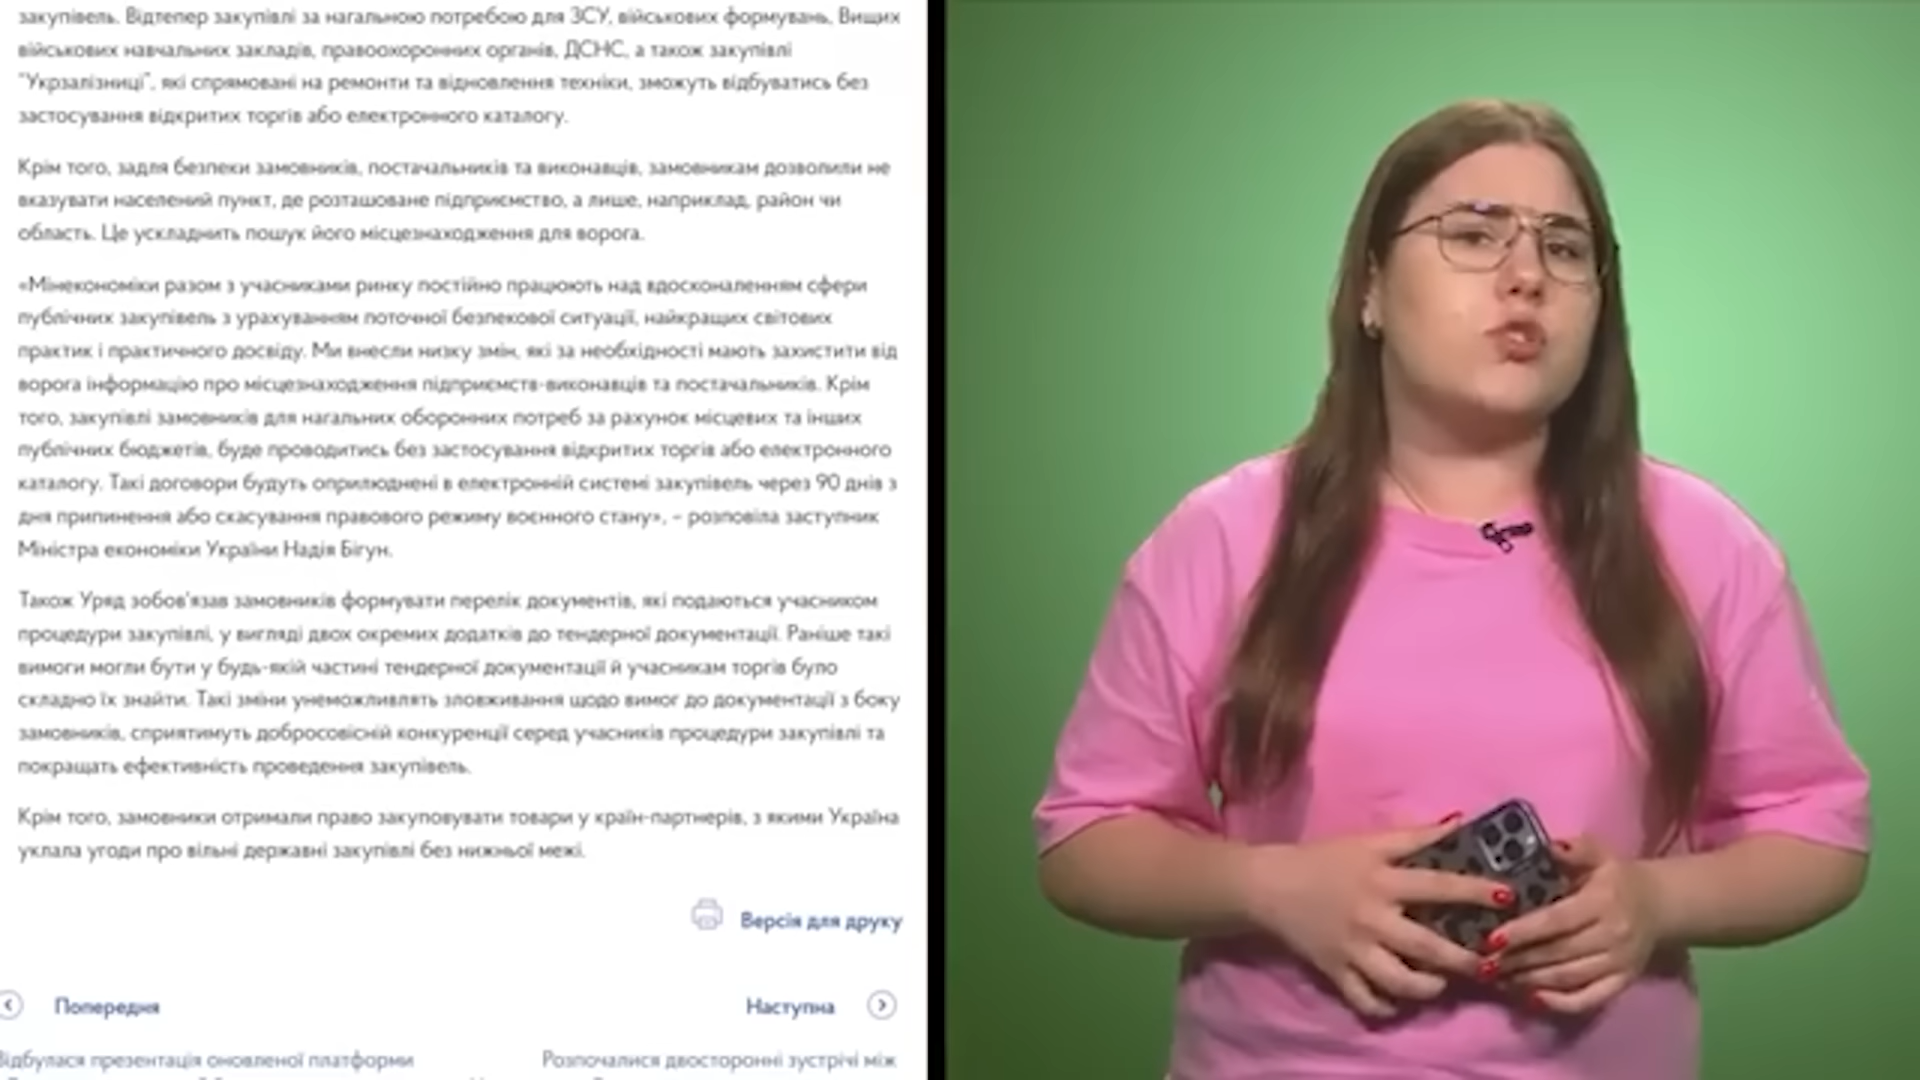 закупівель. Відтепер закупівлі за нагальною потребою для ЗСУ, військових формувань, Вищих
військових навчальних закладів, правоохоронних органів, ДСНС, а також закупівлі
"Укрзалізниці", які спрямовані на ремонти та відновлення техніки, зможуть відбуватись без
застосування відкритих торгів або електронного каталогу.
Крім того, задля безпеки замовників, постачальників та виконавців, замовникам дозволили не
вказувати населений пункт, де розташоване підприємство, а лише, наприклад, район чи
область. Це ускладнить пошук його місцезнаходження для ворога.
«Мінекономіки разом з учасниками ринку постійно працюють над вдосконаленням сфери
публічних закупівель з урахуванням поточної безпекової ситуації, найкращих світових
практик і практичного досвіду. Ми внесли низку змін, які за необхідності мають захистити від
ворога інформацію про місцезнаходження підприємств-виконавців та постачальників. Крім
того, закупівлі замовників для нагальних оборонних потреб за рахунок місцевих та інших
публічних бюджетів, буде проводитись без застосування відкритих торгів або електронного
каталогу. Такі договори будуть оприлюднені в електронній системі закупівель через 90 днів з
дня припинення або скасування правового режиму воєнного стану», – розповіла заступник
Міністра економіки України Надія Бігун.
Також Уряд зобов'язав замовників формувати перелік документів, які подаються учасником
процедури закупівлі, у вигляді двох окремих додатків до тендерної документації. Раніше такі
вимоги могли бути у будь-якій частині тендерної документації й учасникам торгів було
складно їх знайти. Такі зміни унеможливлять зловживання щодо вимог до документації з боку
замовників, сприятимуть добросовісній конкуренції серед учасників процедури закупівлі та
покращать ефективність проведення закупівель.
Крім того, замовники отримали право закуповувати товари у країн-партнерів, з якими Україна
уклала угоди про вільні державні закупівлі без нижньої межі.
Версія для друку
Попередня
Наступна
Відбулася презентація оновленої платформи
Розпочалися двосторонні зустрічі між